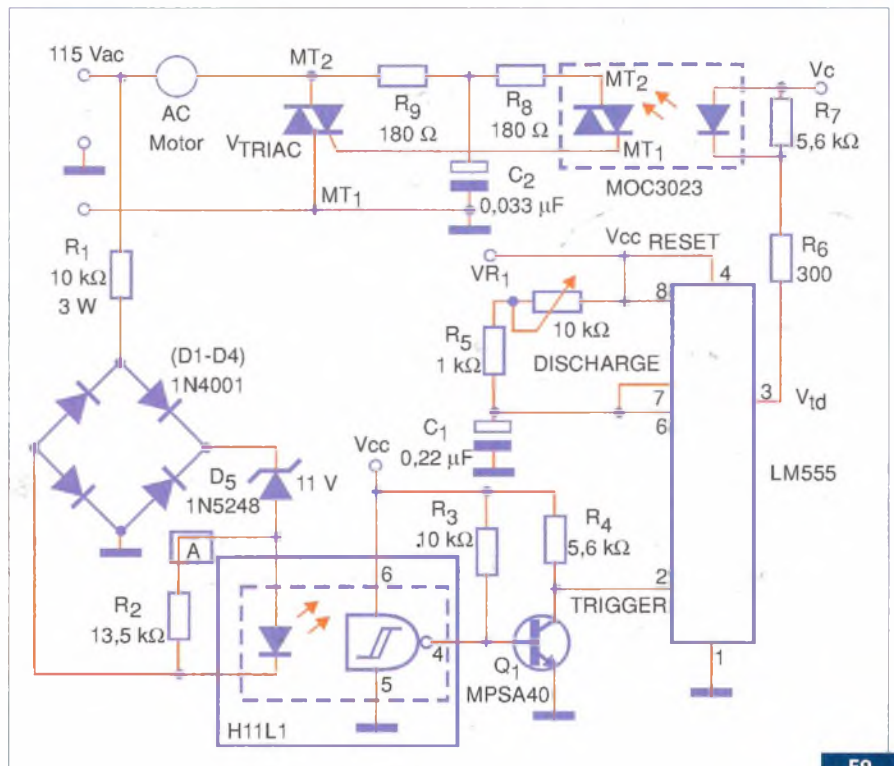 115 Vac
AC
Motor
MT2
VTRIAC
MT1
R9
180 Ω
R8
180 Ω
C2
0,033 µF
MT2
MT1
MOC3023
Vc
R7
5,6 kΩ
R6
300
R1
10 kΩ
3 W
(D1-D4)
1N4001
D5
1N5248
11 V
A
R2
13,5 kΩ
H11L1
6
4
5
Vcc
R3
10 kΩ
R4
5,6 kΩ
Q1
MPSA40
TRIGGER
Vcc
RESET
VR1
10 kΩ
R5
1 kΩ
DISCHARGE
C1
0,22 µF
4
8
7
6
2
3
1
Vtd
LM555
59